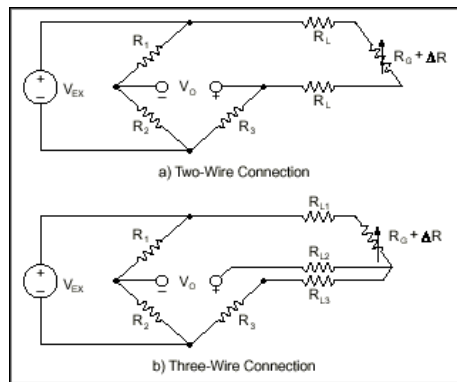 R1
RL
RG + ΔR
VEX
VO
R2
R3
RL
a) Two-Wire Connection
RL1
R1
RG + ΔR
RL2
VEX
VO
RL3
R2
R3
b) Three-Wire Connection